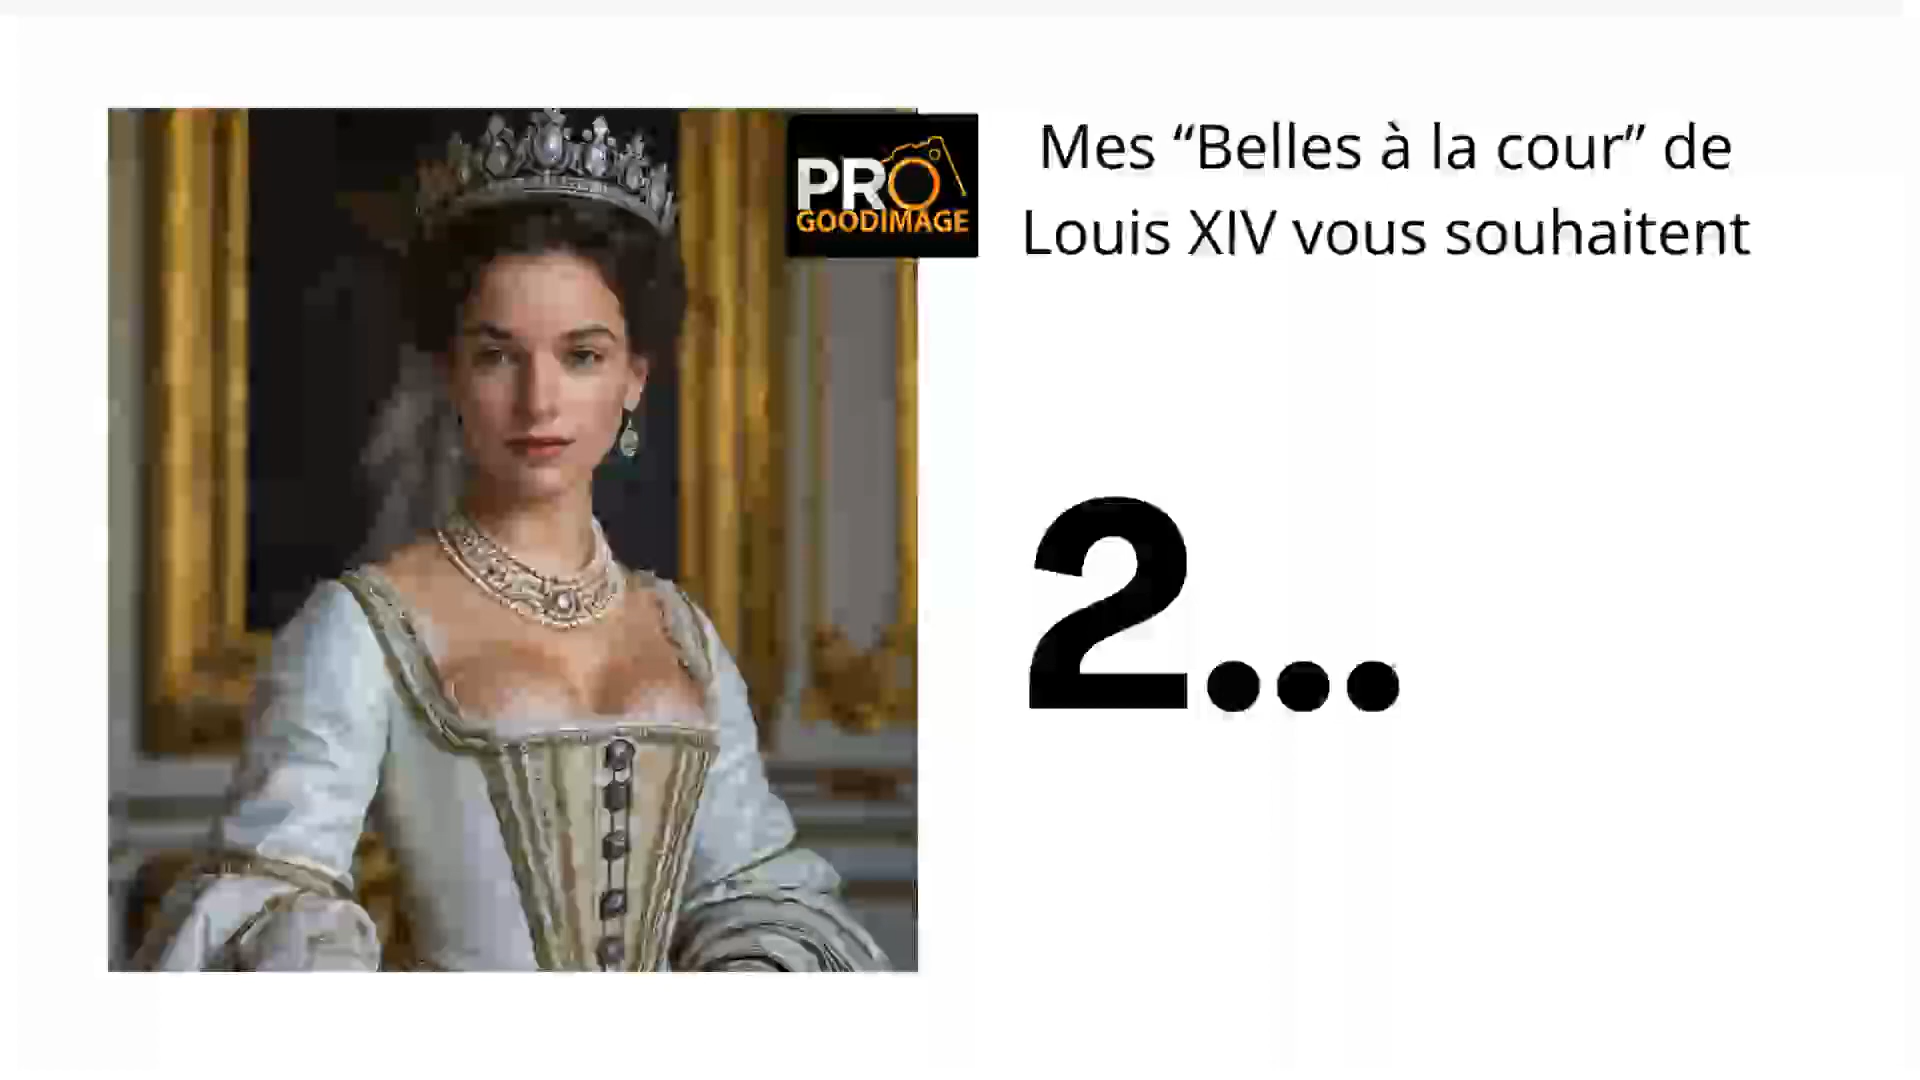 PRO
GOODIMAGE
Mes “Belles à la cour” de
Louis XIV vous souhaitent
2...